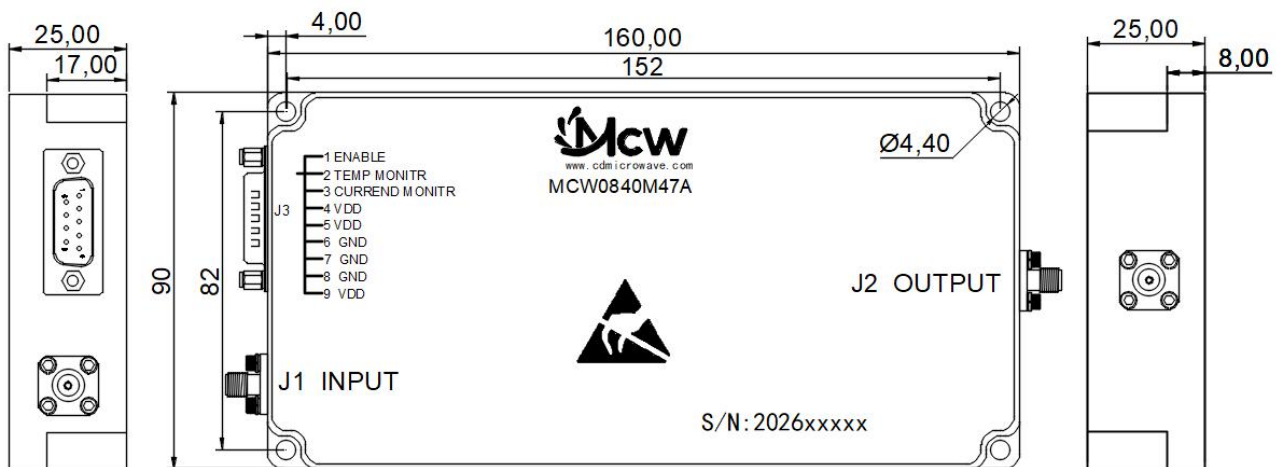 25,00
17,00
4,00
160,00
152
25,00
8,00
90
82
Ø4,40
Mcw
www.cdmicrowave.com
MCW0840M47A
J3
1 ENABLE
2 TEMP MONITR
3 CURREND MONITR
4 VDD
5 VDD
6 GND
7 GND
8 GND
9 VDD
J2 OUTPUT
J1 INPUT
S/N:2026xxxxx